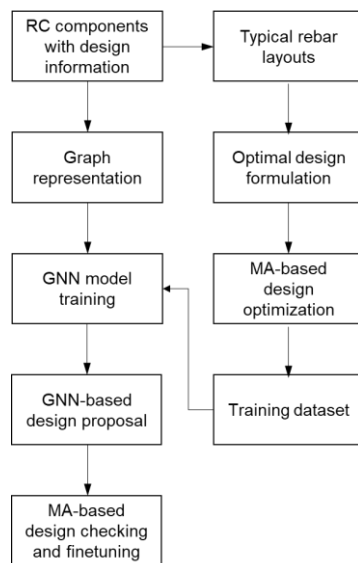 RC components
with design
information
Typical rebar
layouts
Graph
representation
Optimal design
formulation
GNN model
training
MA-based
design
optimization
GNN-based
design proposal
Training dataset
MA-based
design checking
and finetuning